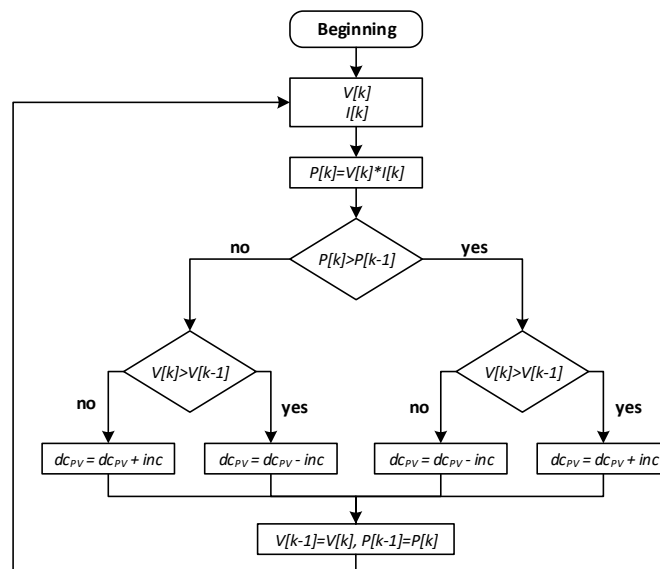 Beginning
V[k]
I[k]
P[k]=V[k]*I[k]
no
yes
P[k]>P[k-1]
V[k]>V[k-1]
V[k]>V[k-1]
no
yes
no
yes
dcPV = dcPV + inc
dcPV = dcPV - inc
dcPV = dcPV - inc
dcPV = dcPV + inc
V[k-1]=V[k], P[k-1]=P[k]